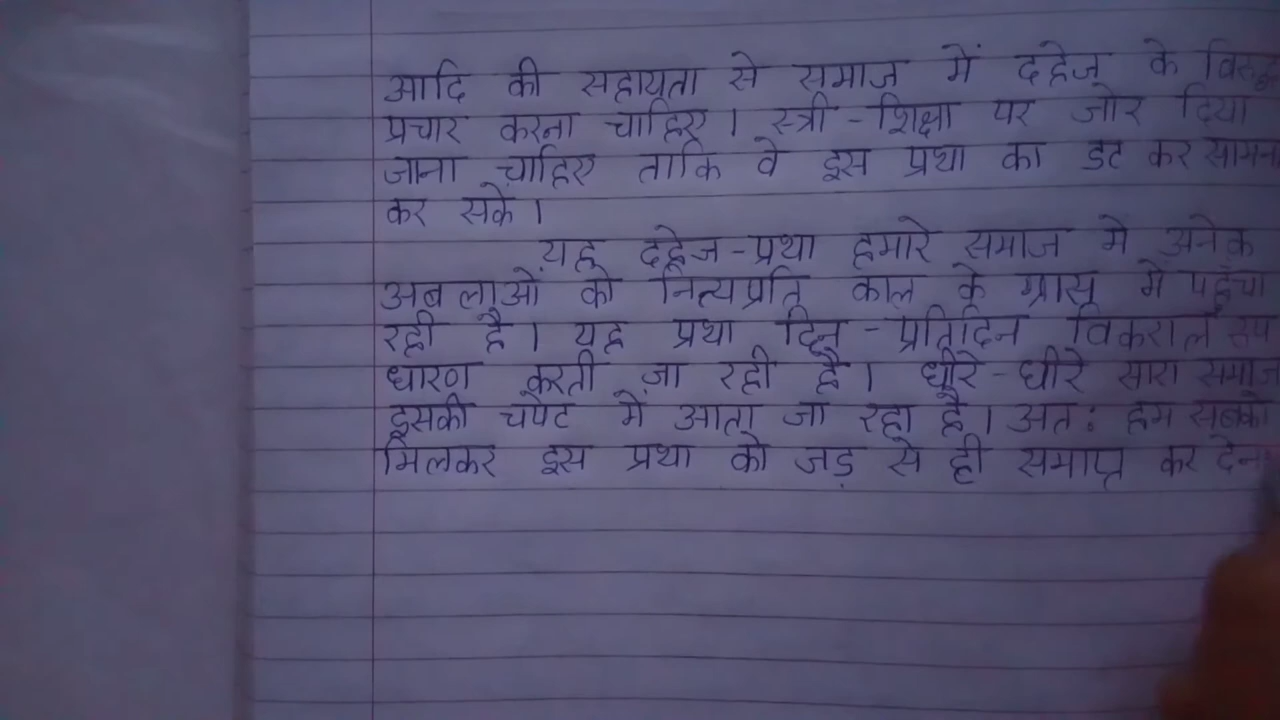 आदि की सहायता से समाज में दहेज के विरुद्ध
प्रचार करना चाहिए। स्त्री-शिक्षा पर जोर दिया
जाना चाहिए ताकि वे इस प्रथा का डट कर सामन
कर सकें।
यह दहेज-प्रथा हमारे समाज मे अनेक
अबलाओं को नित्यप्रति काल के ग्रास में पहुँचा
रही है। यह प्रथा दिन-प्रतिदिन विकराल रूप
धारण करती जा रही है। धीरे-धीरे सारा समाज
इसकी चपेट में आता जा रहा है। अत: हम सबको
मिलकर इस प्रथा को जड़ से ही समाप्त कर देन